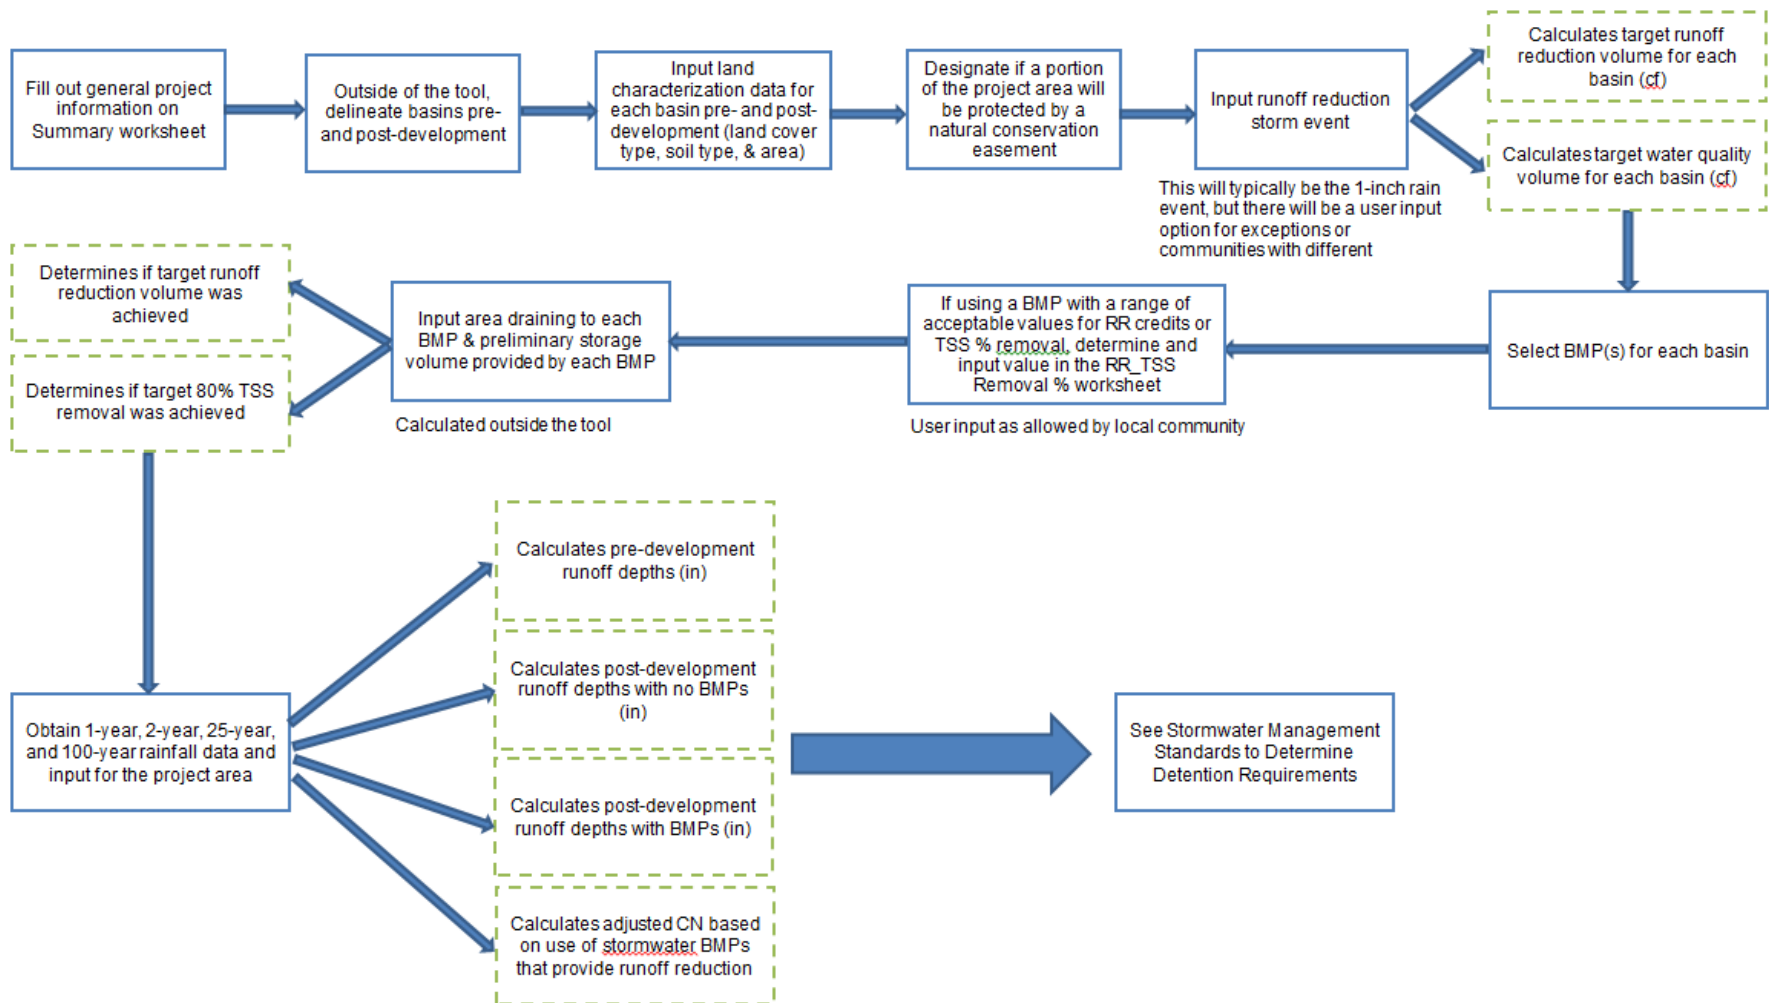 Fill out general project
information on
Summary worksheet
Outside of the tool,
delineate basins pre-
and post-development
Input land
characterization data for
each basin pre- and post-
development (land cover
type, soil type, & area)
Designate if a portion
of the project area will
be protected by a
natural conservation
easement
Input runoff reduction
storm event
This will typically be the 1-inch rain
event, but there will be a user input
option for exceptions or
communities with different
Calculates target runoff
reduction volume for each
basin (cf)
Calculates target water quality
volume for each basin (cf)
Select BMP(s) for each basin
If using a BMP with a range of
acceptable values for RR credits or
TSS % removal, determine and
input value in the RR_TSS
Removal % worksheet
User input as allowed by local community
Input area draining to each
BMP & preliminary storage
volume provided by each BMP
Calculated outside the tool
Determines if target runoff
reduction volume was
achieved
Determines if target 80% TSS
removal was achieved
Obtain 1-year, 2-year, 25-year,
and 100-year rainfall data and
input for the project area
Calculates pre-development
runoff depths (in)
Calculates post-development
runoff depths with no BMPs
(in)
Calculates post-development
runoff depths with BMPs (in)
Calculates adjusted CN based
on use of stormwater BMPs
that provide runoff reduction
See Stormwater Management
Standards to Determine
Detention Requirements